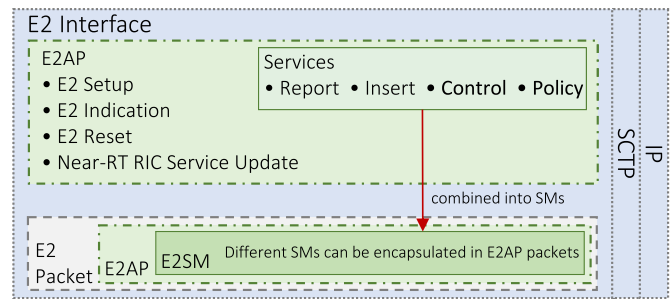 E2 Interface
E2AP
• E2 Setup
• E2 Indication
• E2 Reset
• Near-RT RIC Service Update
Services
• Report • Insert • Control • Policy
combined into SMs
E2
Packet
E2AP
E2SM
Different SMs can be encapsulated in E2AP packets
SCTP
IP